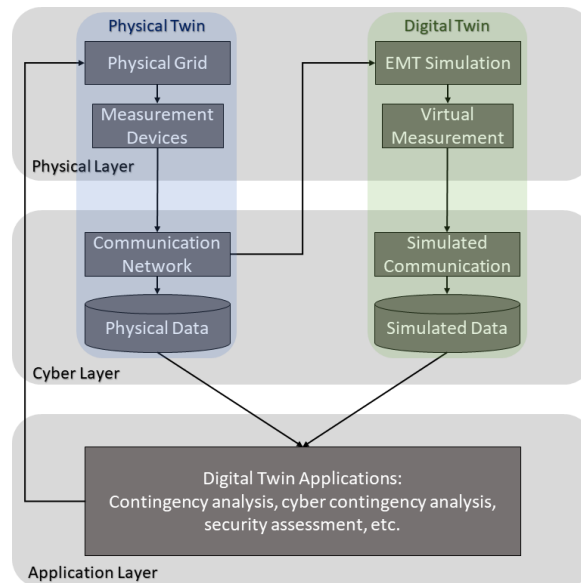 Physical Twin
Digital Twin
Physical Grid
EMT Simulation
Measurement
Devices
Virtual
Measurement
Physical Layer
Communication
Network
Simulated
Communication
Physical Data
Simulated Data
Cyber Layer
Digital Twin Applications:
Contingency analysis, cyber contingency analysis,
security assessment, etc.
Application Layer